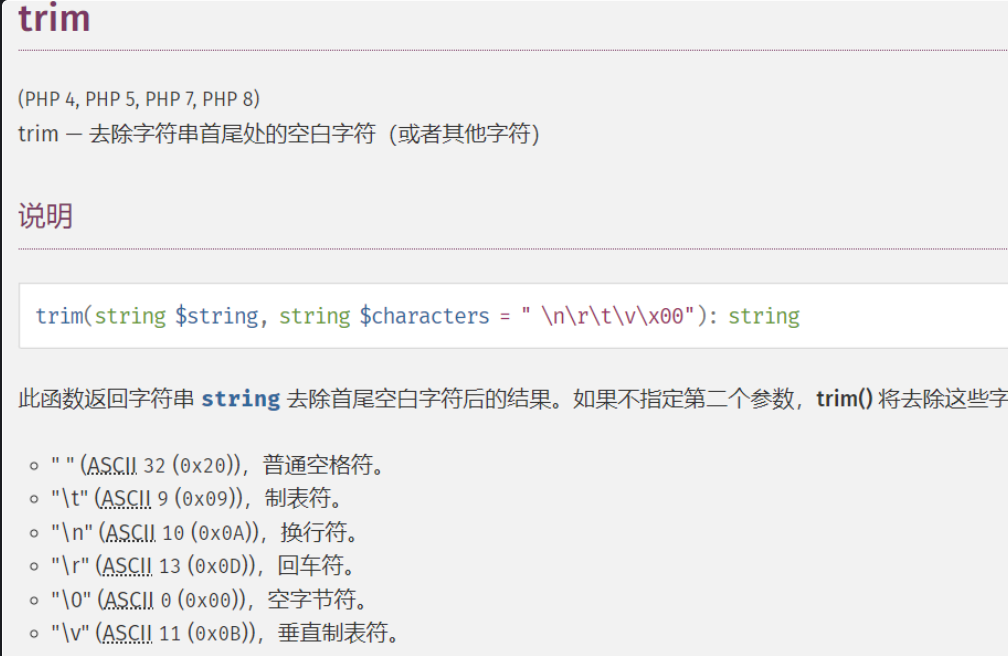 trim
(PHP 4, PHP 5, PHP 7, PHP 8)
trim — 去除字符串首尾处的空白字符（或者其他字符）
说明
trim(string $string, string $characters = " \n\r\t\v\x00"): string
此函数返回字符串 string 去除首尾空白字符后的结果。如果不指定第二个参数，trim() 将去除这些字
" " (ASCII 32 (0x20))，普通空格符。
"\t" (ASCII 9 (0x09))，制表符。
"\n" (ASCII 10 (0x0A))，换行符。
"\r" (ASCII 13 (0x0D))，回车符。
"\0" (ASCII 0 (0x00))，空字节符。
"\v" (ASCII 11 (0x0B))，垂直制表符。